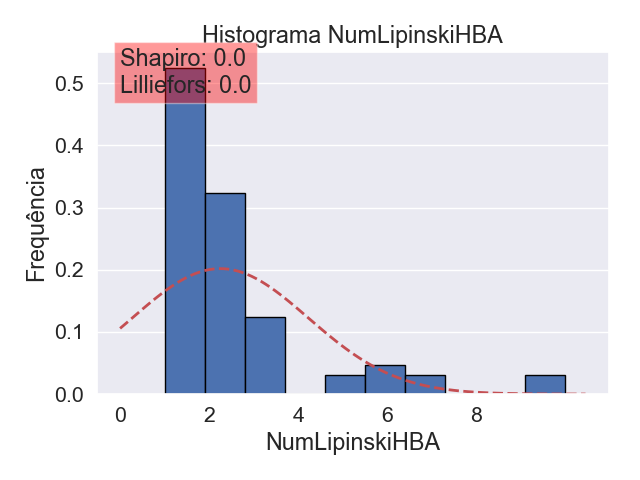 Histograma NumLipinskiHBA
Shapiro: 0.0
Lilliefors: 0.0
0.5
0.4
0.3
0.2
0.1
0.0
Frequência
0 2 4 6 8
NumLipinskiHBA